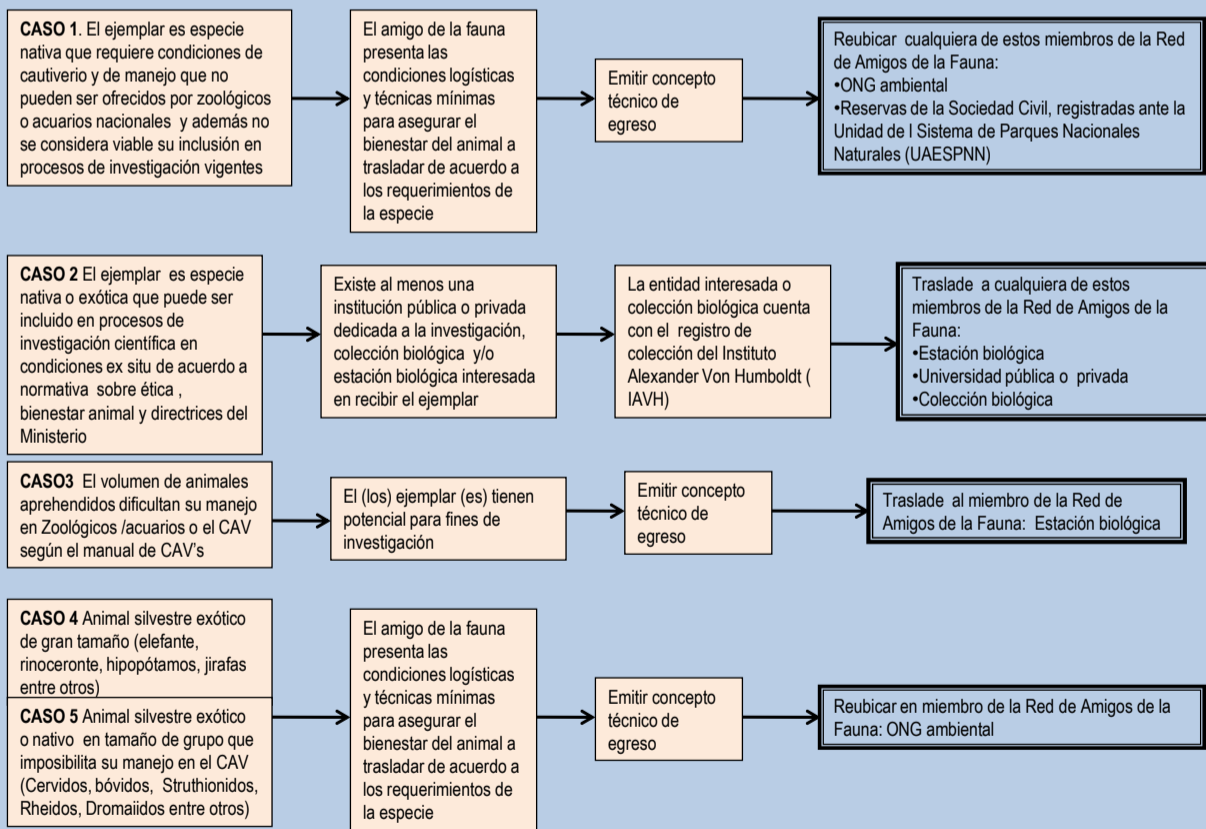 CASO 1. El ejemplar es especie
nativa que requiere condiciones de
cautiverio y de manejo que no
pueden ser ofrecidos por zoológicos
o acuarios nacionales y además no
se considera viable su inclusión en
procesos de investigación vigentes
El amigo de la fauna
presenta las
condiciones logísticas
y técnicas mínimas
para asegurar el
bienestar del animal a
trasladar de acuerdo a
los requerimientos de
la especie
Emitir concepto
técnico de
egreso
Reubicar cualquiera de estos miembros de la Red
de Amigos de la Fauna:
•ONG ambiental
•Reservas de la Sociedad Civil, registradas ante la
Unidad de l Sistema de Parques Nacionales
Naturales (UAESPNN)
CASO 2 El ejemplar es especie
nativa o exótica que puede ser
incluido en procesos de
investigación científica en
condiciones ex situ de acuerdo a
normativa sobre ética ,
bienestar animal y directrices del
Ministerio
Existe al menos una
institución pública o privada
dedicada a la investigación,
colección biológica y/o
estación biológica interesada
en recibir el ejemplar
La entidad interesada o
colección biológica cuenta
con el registro de
colección del Instituto
Alexander Von Humboldt (
IAVH)
Traslade a cualquiera de estos
miembros de la Red de Amigos de la
Fauna:
•Estación biológica
•Universidad pública o privada
•Colección biológica
CASO3 El volumen de animales
aprehendidos dificultan su manejo
en Zoológicos /acuarios o el CAV
según el manual de CAV's
El (los) ejemplar (es) tienen
potencial para fines de
investigación
Emitir concepto
técnico de
egreso
Traslade al miembro de la Red de
Amigos de la Fauna: Estación biológica
CASO 4 Animal silvestre exótico
de gran tamaño (elefante,
rinoceronte, hipopótamos, jirafas
entre otros)
CASO 5 Animal silvestre exótico
o nativo en tamaño de grupo que
imposibilita su manejo en el CAV
(Cervidos, bóvidos, Struthionidos,
Rheidos, Dromaiidos entre otros)
El amigo de la fauna
presenta las
condiciones logísticas
y técnicas mínimas
para asegurar el
bienestar del animal a
trasladar de acuerdo a
los requerimientos de
la especie
Emitir concepto
técnico de
egreso
Reubicar en miembro de la Red de Amigos de la
Fauna: ONG ambiental